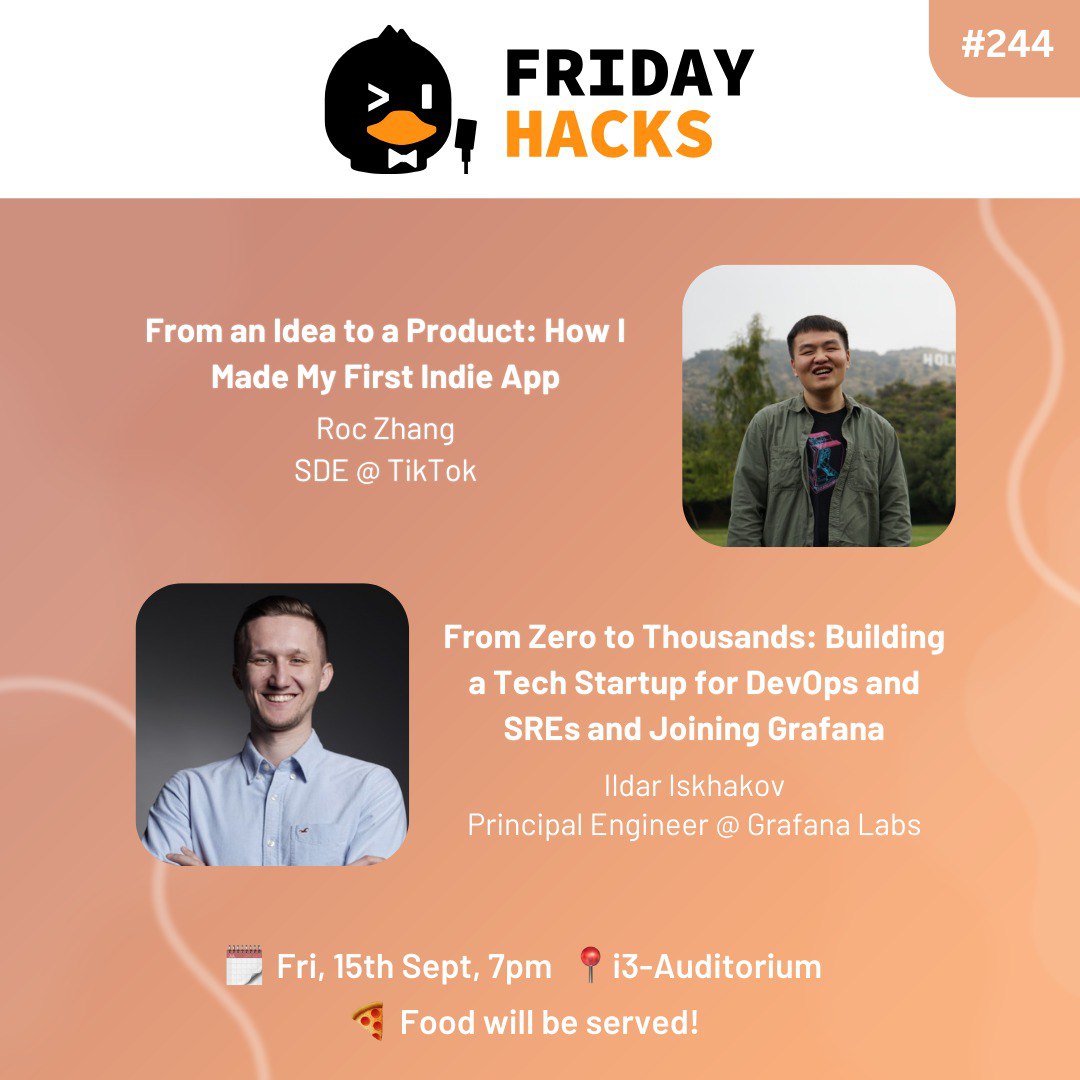 #244
FRIDAY
HACKS
From an Idea to a Product: How I
Made My First Indie App
Roc Zhang
SDE @ TikTok
HOLL
From Zero to Thousands: Building
a Tech Startup for DevOps and
SREs and Joining Grafana
Ildar Iskhakov
Principal Engineer @ Grafana Labs
Fri, 15th Sept, 7pm i3-Auditorium
Food will be served!